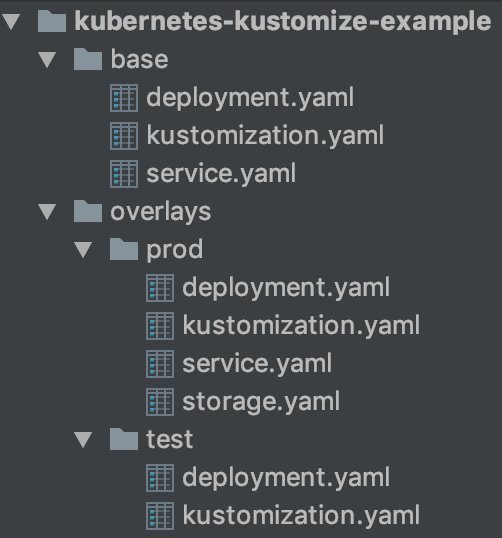 kubernetes-kustomize-example
base
deployment.yaml
kustomization.yaml
service.yaml
overlays
prod
deployment.yaml
kustomization.yaml
service.yaml
storage.yaml
test
deployment.yaml
kustomization.yaml